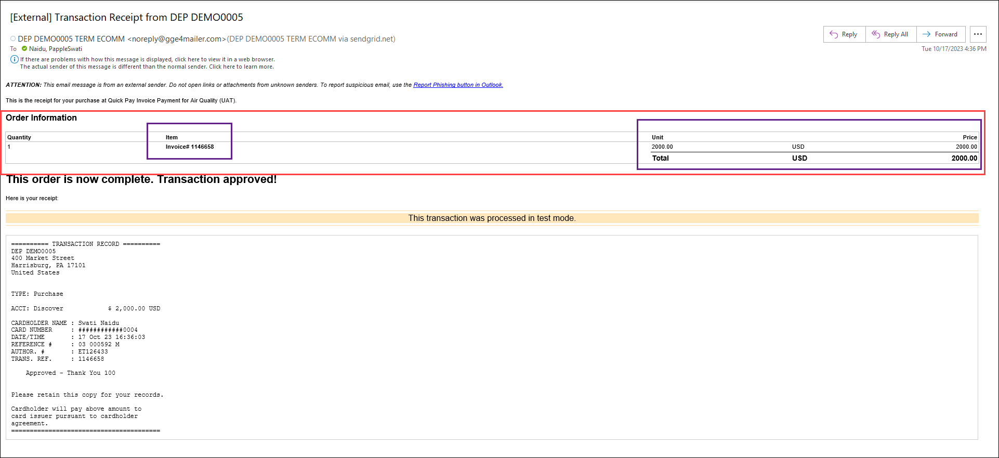 [External] Transaction Receipt from DEP DEMO0005
DEP DEMO0005 TERM ECOMM <noreply@gge4mailer.com>(DEP DEMO0005 TERM ECOMM via sendgrid.net)
Reply
Reply All
Forward
To Naidu, PappleSwati
Tue 10/17/2023 4:36 PM
If there are problems with how this message is displayed, click here to view it in a web browser.
The actual sender of this message is different than the normal sender. Click here to learn more.
ATTENTION: This email message is from an external sender. Do not open links or attachments from unknown senders. To report suspicious email, use the Report Phishing button in Outlook.
This is the receipt for your purchase at Quick Pay Invoice Payment for Air Quality (UAT).
Order Information
Quantity Item Unit Price
1 Invoice# 1146658 2000.00 USD 2000.00
Total USD 2000.00
This order is now complete. Transaction approved!
Here is your receipt:
This transaction was processed in test mode.
========== TRANSACTION RECORD ==========
DEP DEMO0005
400 Market Street
Harrisburg, PA 17101
United States
TYPE: Purchase
ACCT: Discover $ 2,000.00 USD
CARDHOLDER NAME : Swati Naidu
CARD NUMBER : ############0004
DATE/TIME : 17 Oct 23 16:36:03
REFERENCE # : 03 000592 M
AUTHOR. # : ET126433
TRANS. REF. : 1146658
Approved - Thank You 100
Please retain this copy for your records.
Cardholder will pay above amount to
card issuer pursuant to cardholder
agreement.
========================================